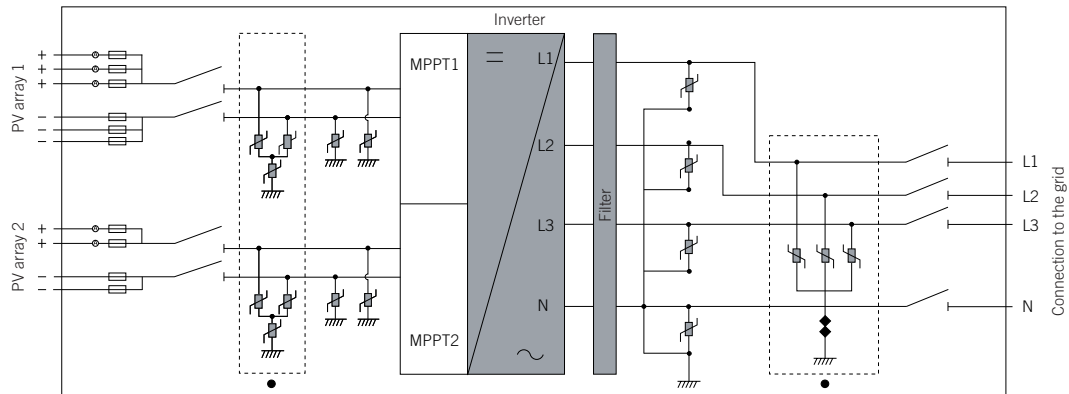 Inverter
PV array 1
+
+
+
−
−
−
PV array 2
+
+
−
−
MPPT1
MPPT2
L1
L2
L3
N
Filter
L1
L2
L3
N
Connection to the grid